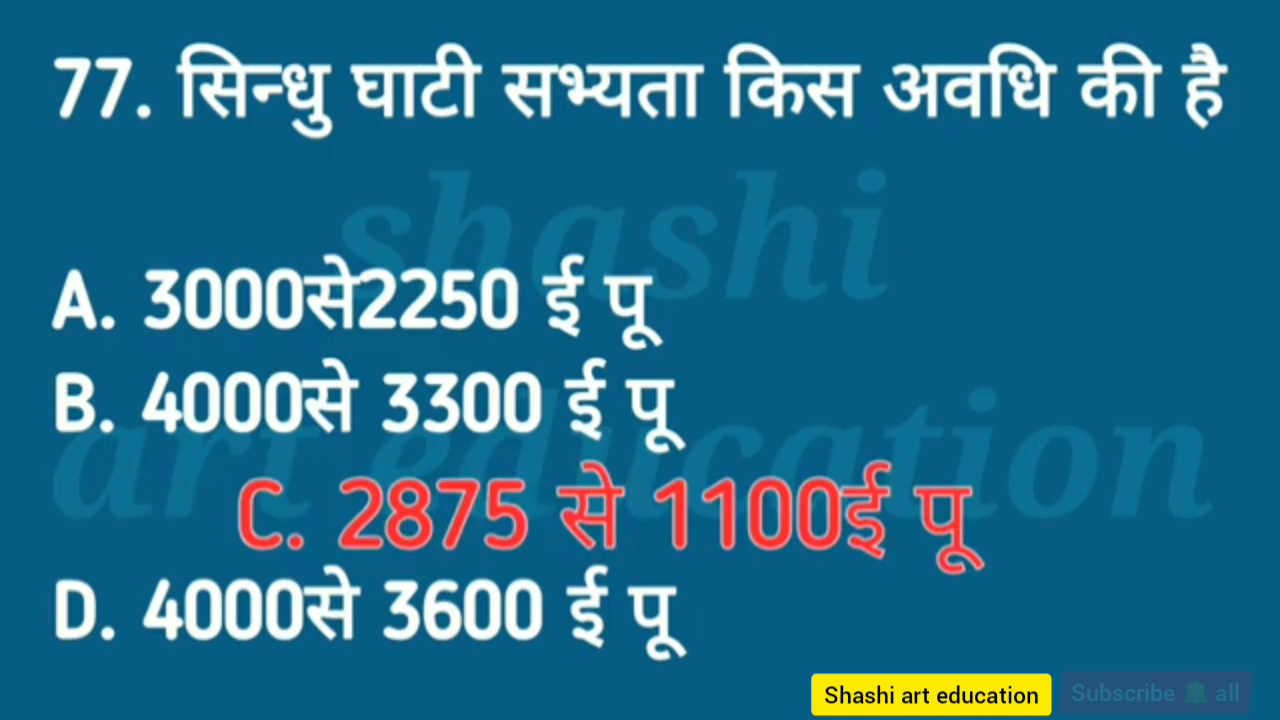 77. सिन्धु घाटी सभ्यता किस अवधि की है
shashi
A. 3000से2250 ई पू
B. 4000से 3300 ई पू
art education
C. 2875 से 1100ई पू
D. 4000से 3600 ई पू
Shashi art education
Subscribe all